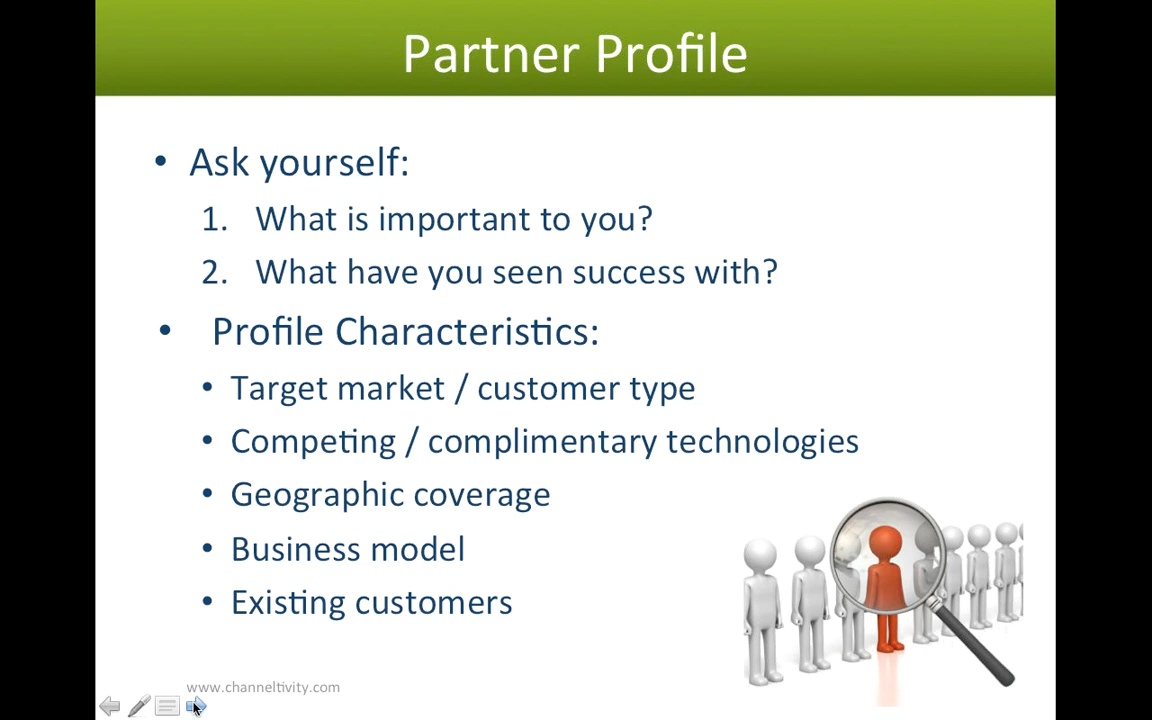 Partner Profile
• Ask yourself:
1. What is important to you?
2. What have you seen success with?
• Profile Characteristics:
• Target market / customer type
• Competing / complimentary technologies
• Geographic coverage
• Business model
• Existing customers
www.channeltivity.com